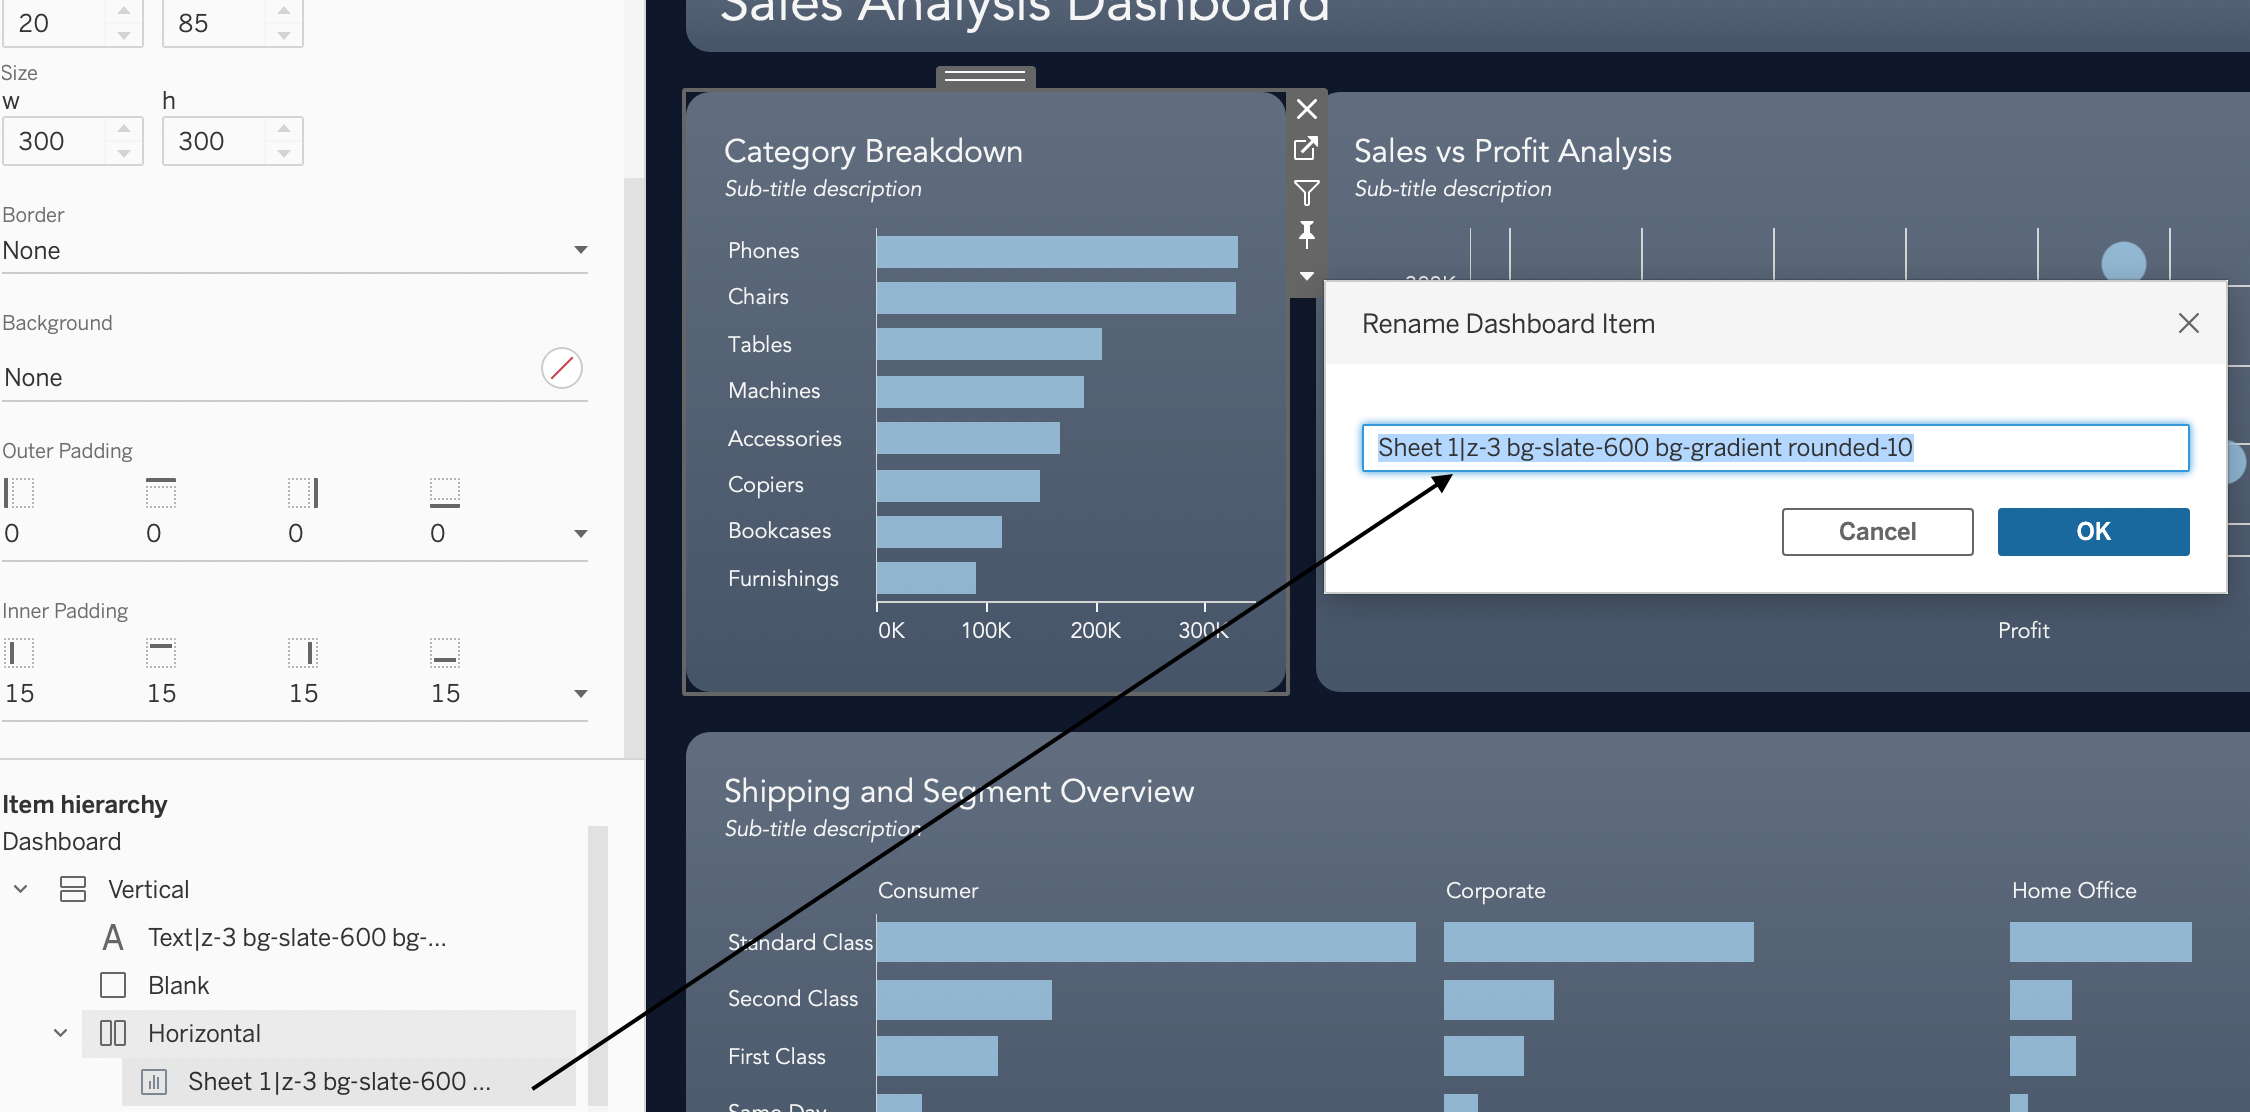 Sales Analysis Dashboard
20
85
Size
w
h
300
300
Border
None
Background
None
Outer Padding
0
0
0
0
Inner Padding
15
15
15
15
Item hierarchy
Dashboard
Vertical
Text|z-3 bg-slate-600 bg-...
Blank
Horizontal
Sheet 1|z-3 bg-slate-600 ...
Category Breakdown
Sub-title description
Phones
Chairs
Tables
Machines
Accessories
Copiers
Bookcases
Furnishings
0K
100K
200K
300K
Sales vs Profit Analysis
Sub-title description
Rename Dashboard Item
Sheet 1|z-3 bg-slate-600 bg-gradient rounded-10
Cancel
OK
Profit
Shipping and Segment Overview
Sub-title description
Consumer
Corporate
Home Office
Standard Class
Second Class
First Class
Same Day